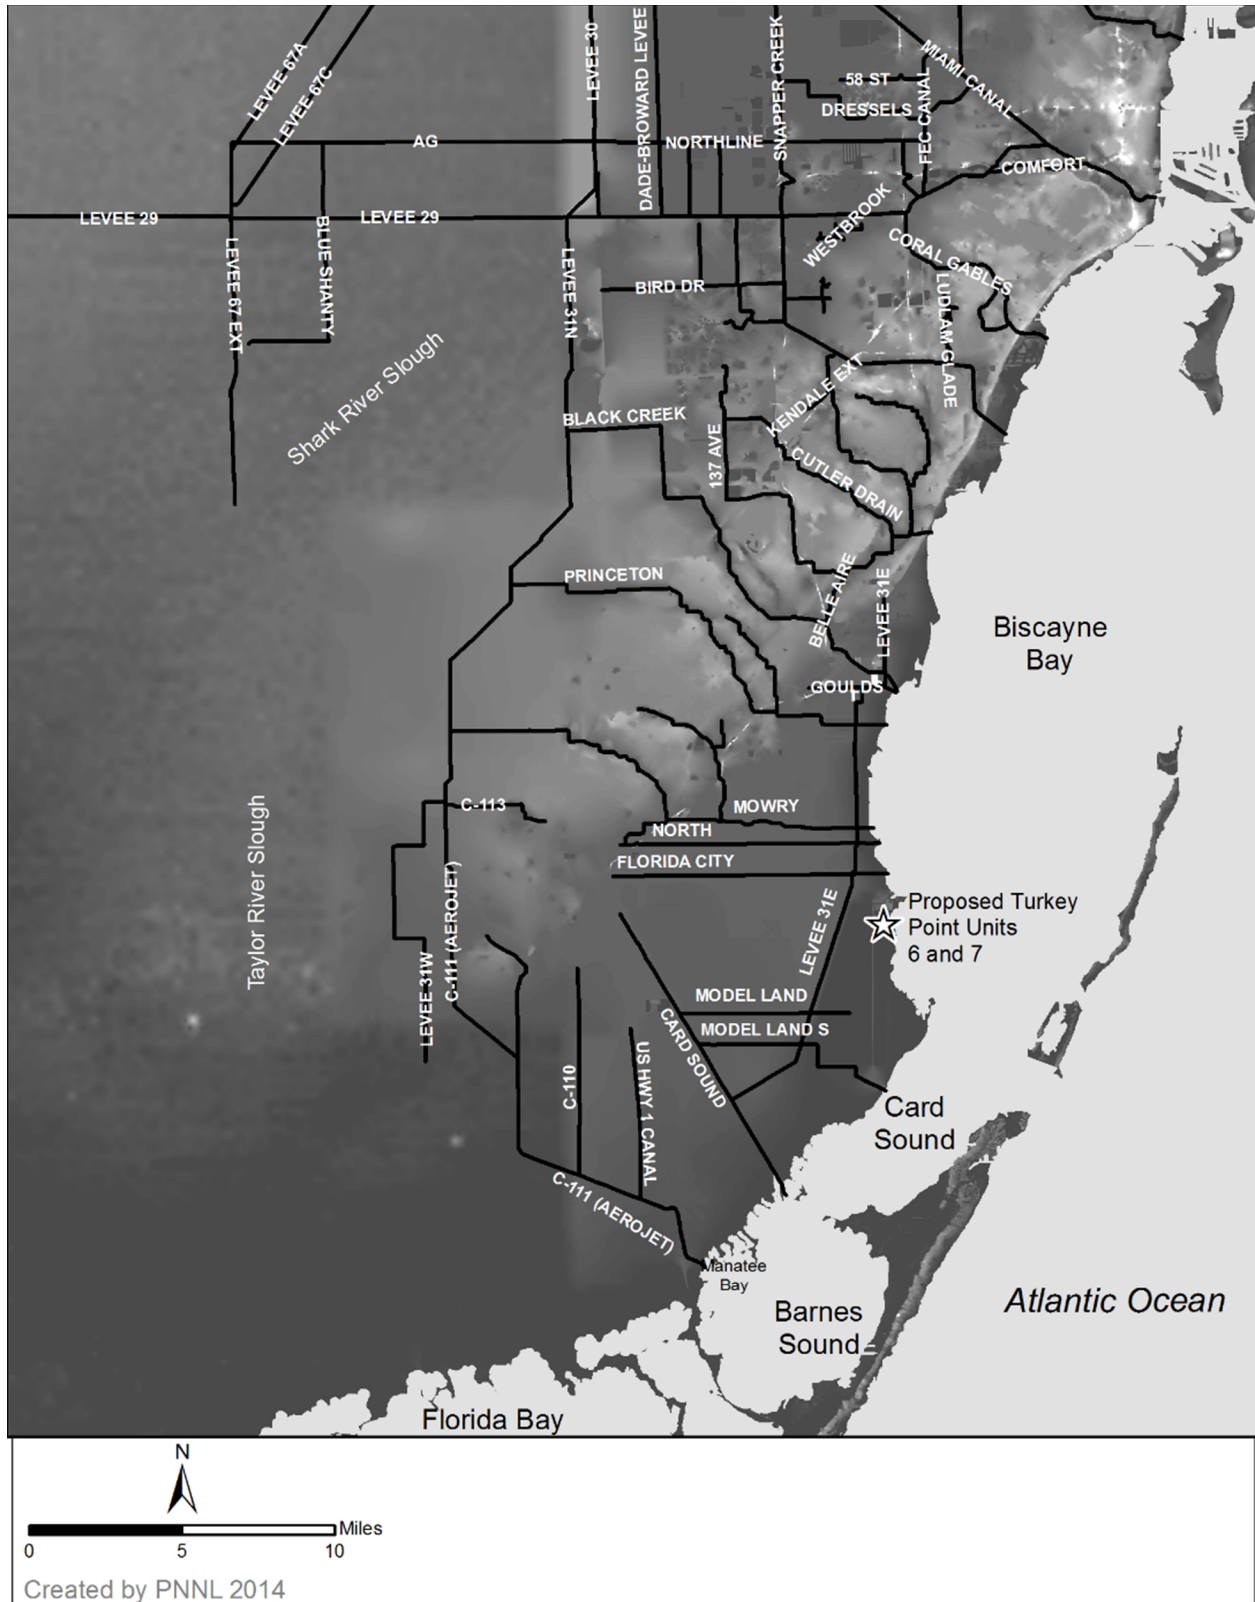 LEVEE 67A
LEVEE 67C
LEVEE 30
DADE-BROWARD LEVEE
SNAPPER CREEK
58 ST
DRESSELS
FEC CANAL
MIAMI CANAL
AG
NORTHLINE
COMFORT
LEVEE 29
LEVEE 29
WESTBROOK
CORAL GABLES
LEVEE 67 EXT
BLUE SHANTY
LEVEE 31N
BIRD DR
LUDLAM GLADE
Shark River Slough
BLACK CREEK
KENDALE EXT
137 AVE
CUTLER DRAIN
PRINCETON
BELLE AIRE
LEVEE 31E
Biscayne
Bay
GOULDS
C-113
MOWRY
NORTH
FLORIDA CITY
Taylor River Slough
C-111 (AEROJET)
LEVEE 31W
LEVEE 31E
Proposed Turkey
Point Units
6 and 7
MODEL LAND
MODEL LAND S
CARD SOUND
C-110
US HWY 1 CANAL
Card
Sound
C-111 (AEROJET)
Manatee
Bay
Barnes
Sound
Atlantic Ocean
Florida Bay
N
Miles
0 5 10
Created by PNNL 2014